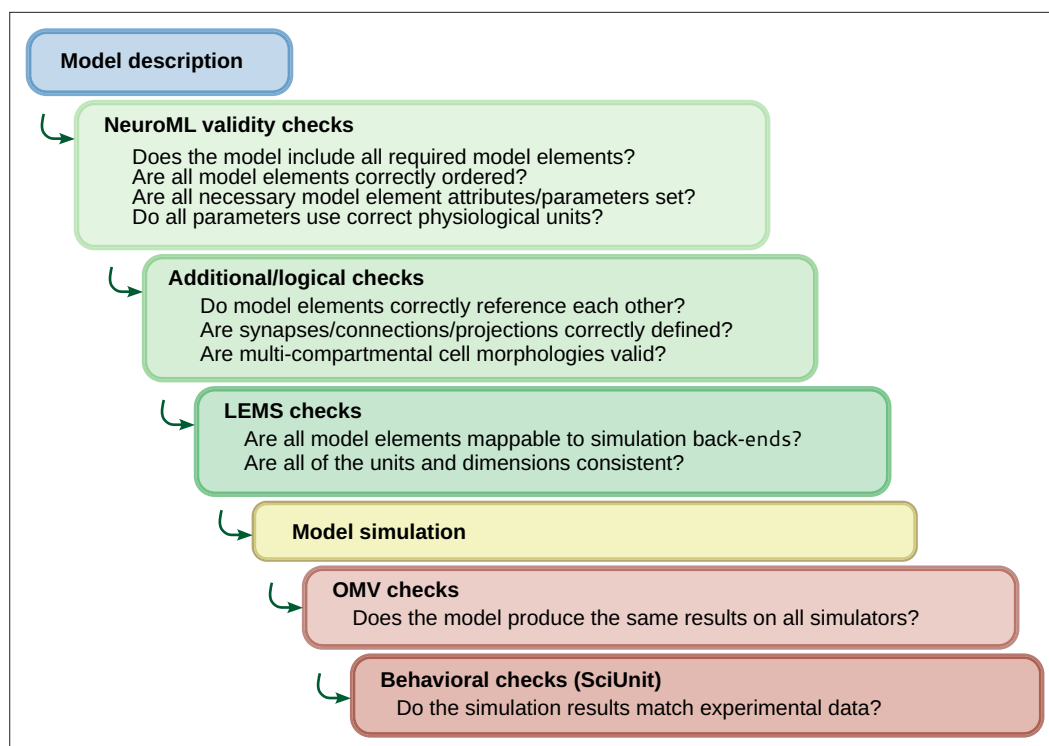 Model description
NeuroML validity checks
Does the model include all required model elements?
Are all model elements correctly ordered?
Are all necessary model element attributes/parameters set?
Do all parameters use correct physiological units?
Additional/logical checks
Do model elements correctly reference each other?
Are synapses/connections/projections correctly defined?
Are multi-compartmental cell morphologies valid?
LEMS checks
Are all model elements mappable to simulation back-ends?
Are all of the units and dimensions consistent?
Model simulation
OMV checks
Does the model produce the same results on all simulators?
Behavioral checks (SciUnit)
Do the simulation results match experimental data?